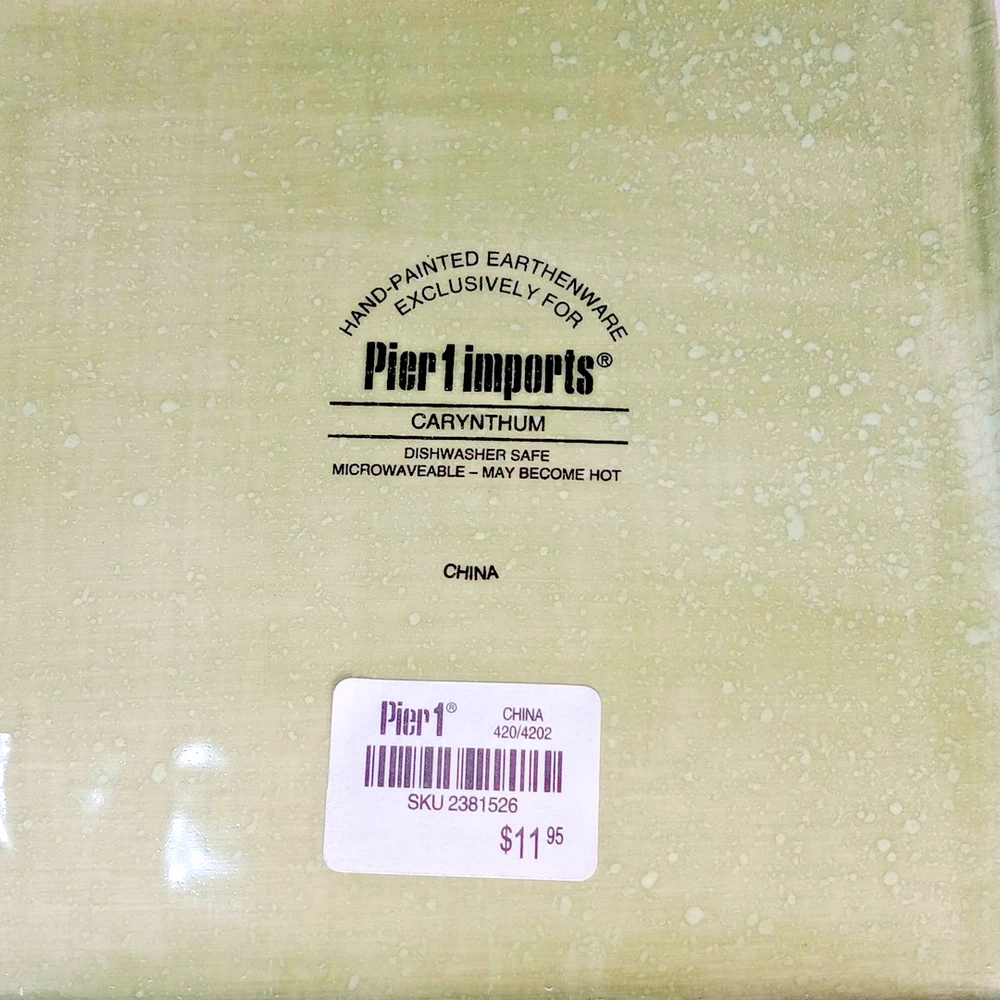 HAND-PAINTED EARTHENWARE
EXCLUSIVELY FOR
Pier 1 imports®
CARYNTHUM
DISHWASHER SAFE
MICROWAVEABLE – MAY BECOME HOT
CHINA
Pier 1®
CHINA
420/4202
SKU 2381526
$11 95